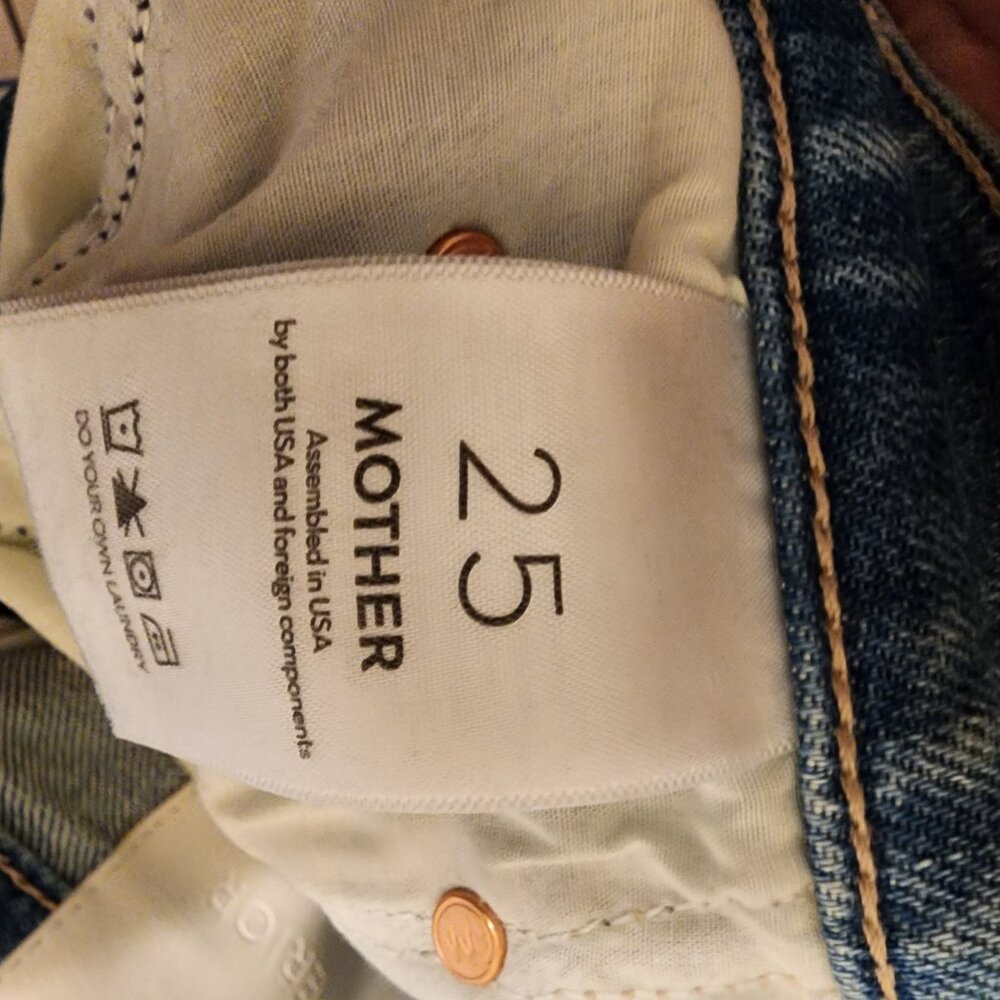 25
MOTHER
Assembled in USA
by both USA and foreign components
DO YOUR OWN LAUNDRY
M